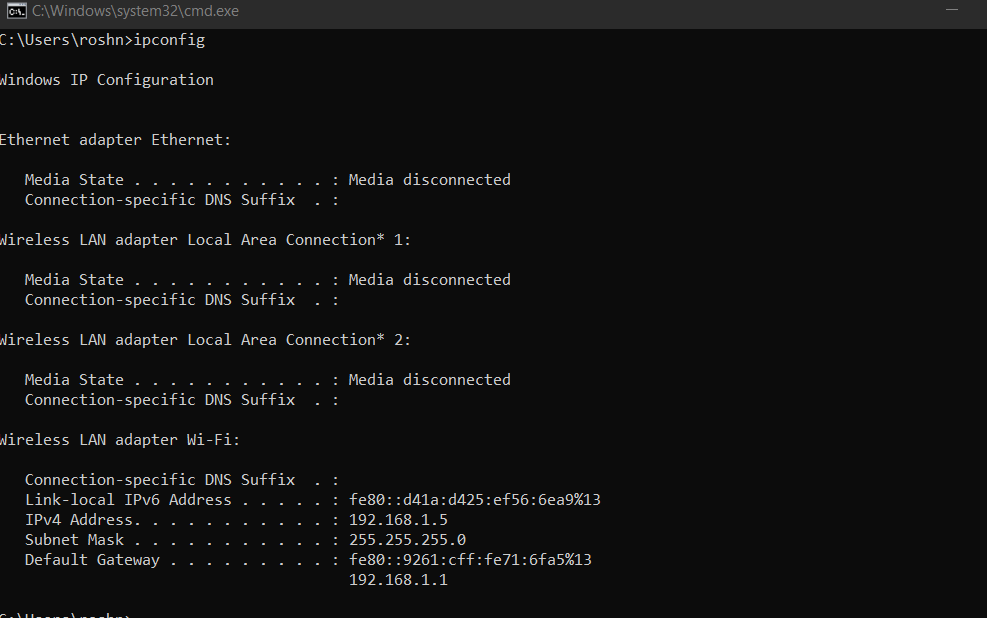 C:\Windows\system32\cmd.exe
C:\Users\roshn>ipconfig
Windows IP Configuration
Ethernet adapter Ethernet:
Media State . . . . . . . . . . . : Media disconnected
Connection-specific DNS Suffix  . :
Wireless LAN adapter Local Area Connection* 1:
Media State . . . . . . . . . . . : Media disconnected
Connection-specific DNS Suffix  . :
Wireless LAN adapter Local Area Connection* 2:
Media State . . . . . . . . . . . : Media disconnected
Connection-specific DNS Suffix  . :
Wireless LAN adapter Wi-Fi:
Connection-specific DNS Suffix  . :
Link-local IPv6 Address . . . . . : fe80::d41a:d425:ef56:6ea9%13
IPv4 Address. . . . . . . . . . . : 192.168.1.5
Subnet Mask . . . . . . . . . . . : 255.255.255.0
Default Gateway . . . . . . . . . : fe80::9261:cff:fe71:6fa5%13
192.168.1.1
C:\Users\roshn>